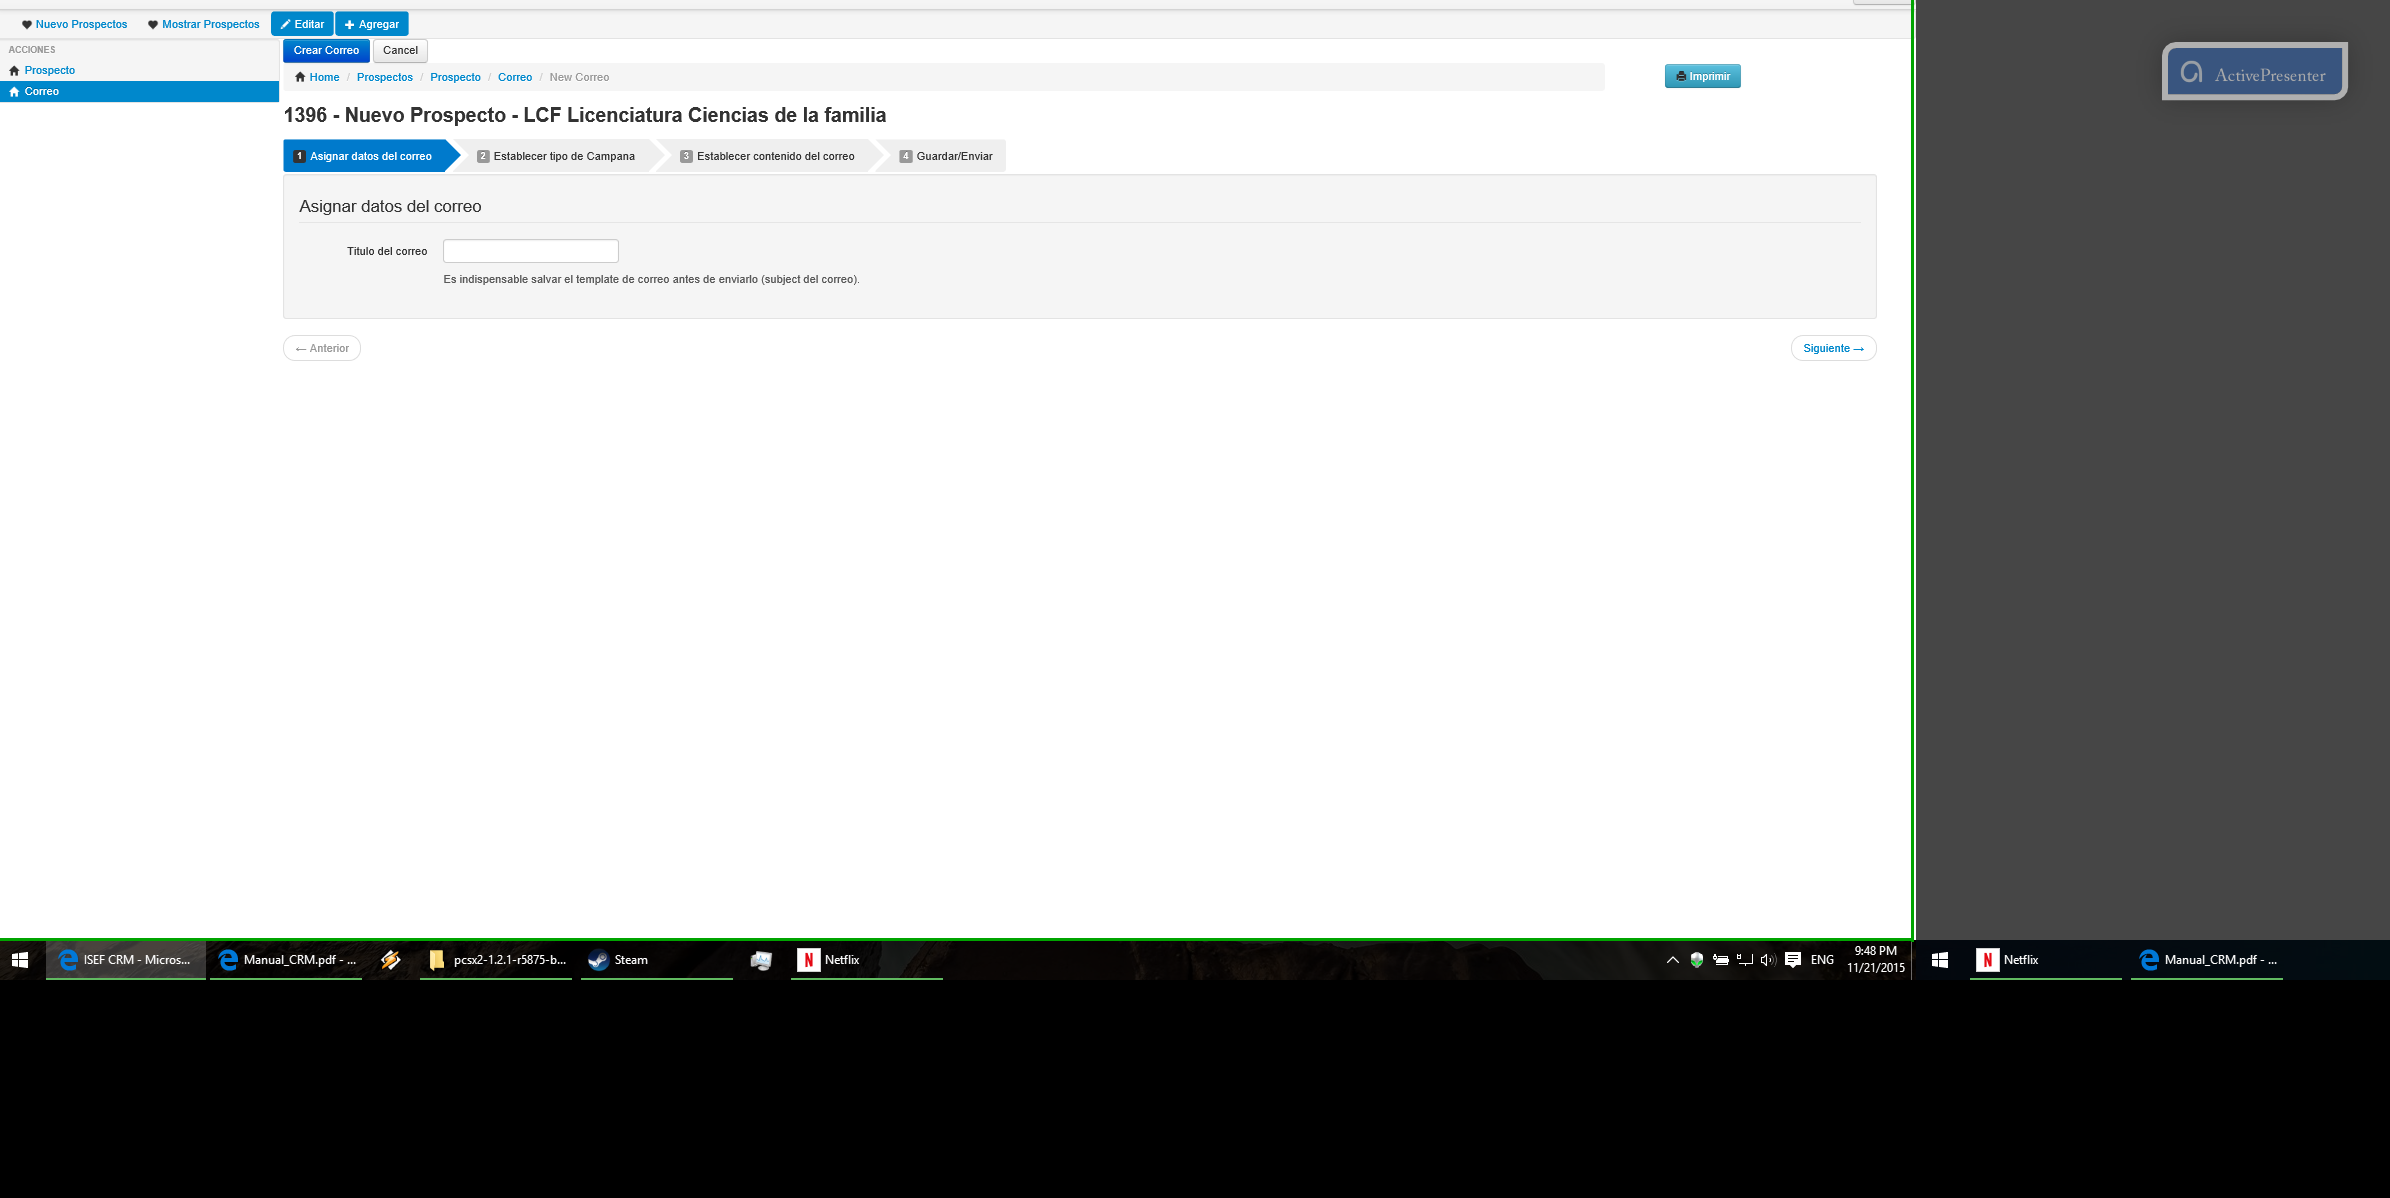 Nuevo Prospectos Mostrar Prospectos Editar Agregar
ACCIONES
Prospecto
Correo
Crear Correo Cancel
Home / Prospectos / Prospecto / Correo / New Correo
Imprimir
ActivePresenter
1396 - Nuevo Prospecto - LCF Licenciatura Ciencias de la familia
1 Asignar datos del correo 2 Establecer tipo de Campana 3 Establecer contenido del correo 4 Guardar/Enviar
Asignar datos del correo
Titulo del correo
Es indispensable salvar el template de correo antes de enviarlo (subject del correo).
← Anterior
Siguiente →
ISEF CRM - Micros... Manual_CRM.pdf - ... pcsx2-1.2.1-r5875-b... Steam N Netflix ENG 9:48 PM
11/21/2015
N Netflix Manual_CRM.pdf - ...